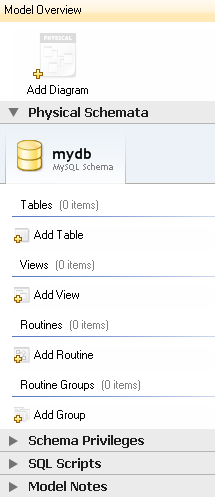 Model Overview
PHYSICAL
Add Diagram
Physical Schemata
mydb
MySQL Schema
Tables (0 items)
Add Table
Views (0 items)
Add View
Routines (0 items)
Add Routine
Routine Groups (0 items)
Add Group
Schema Privileges
SQL Scripts
Model Notes